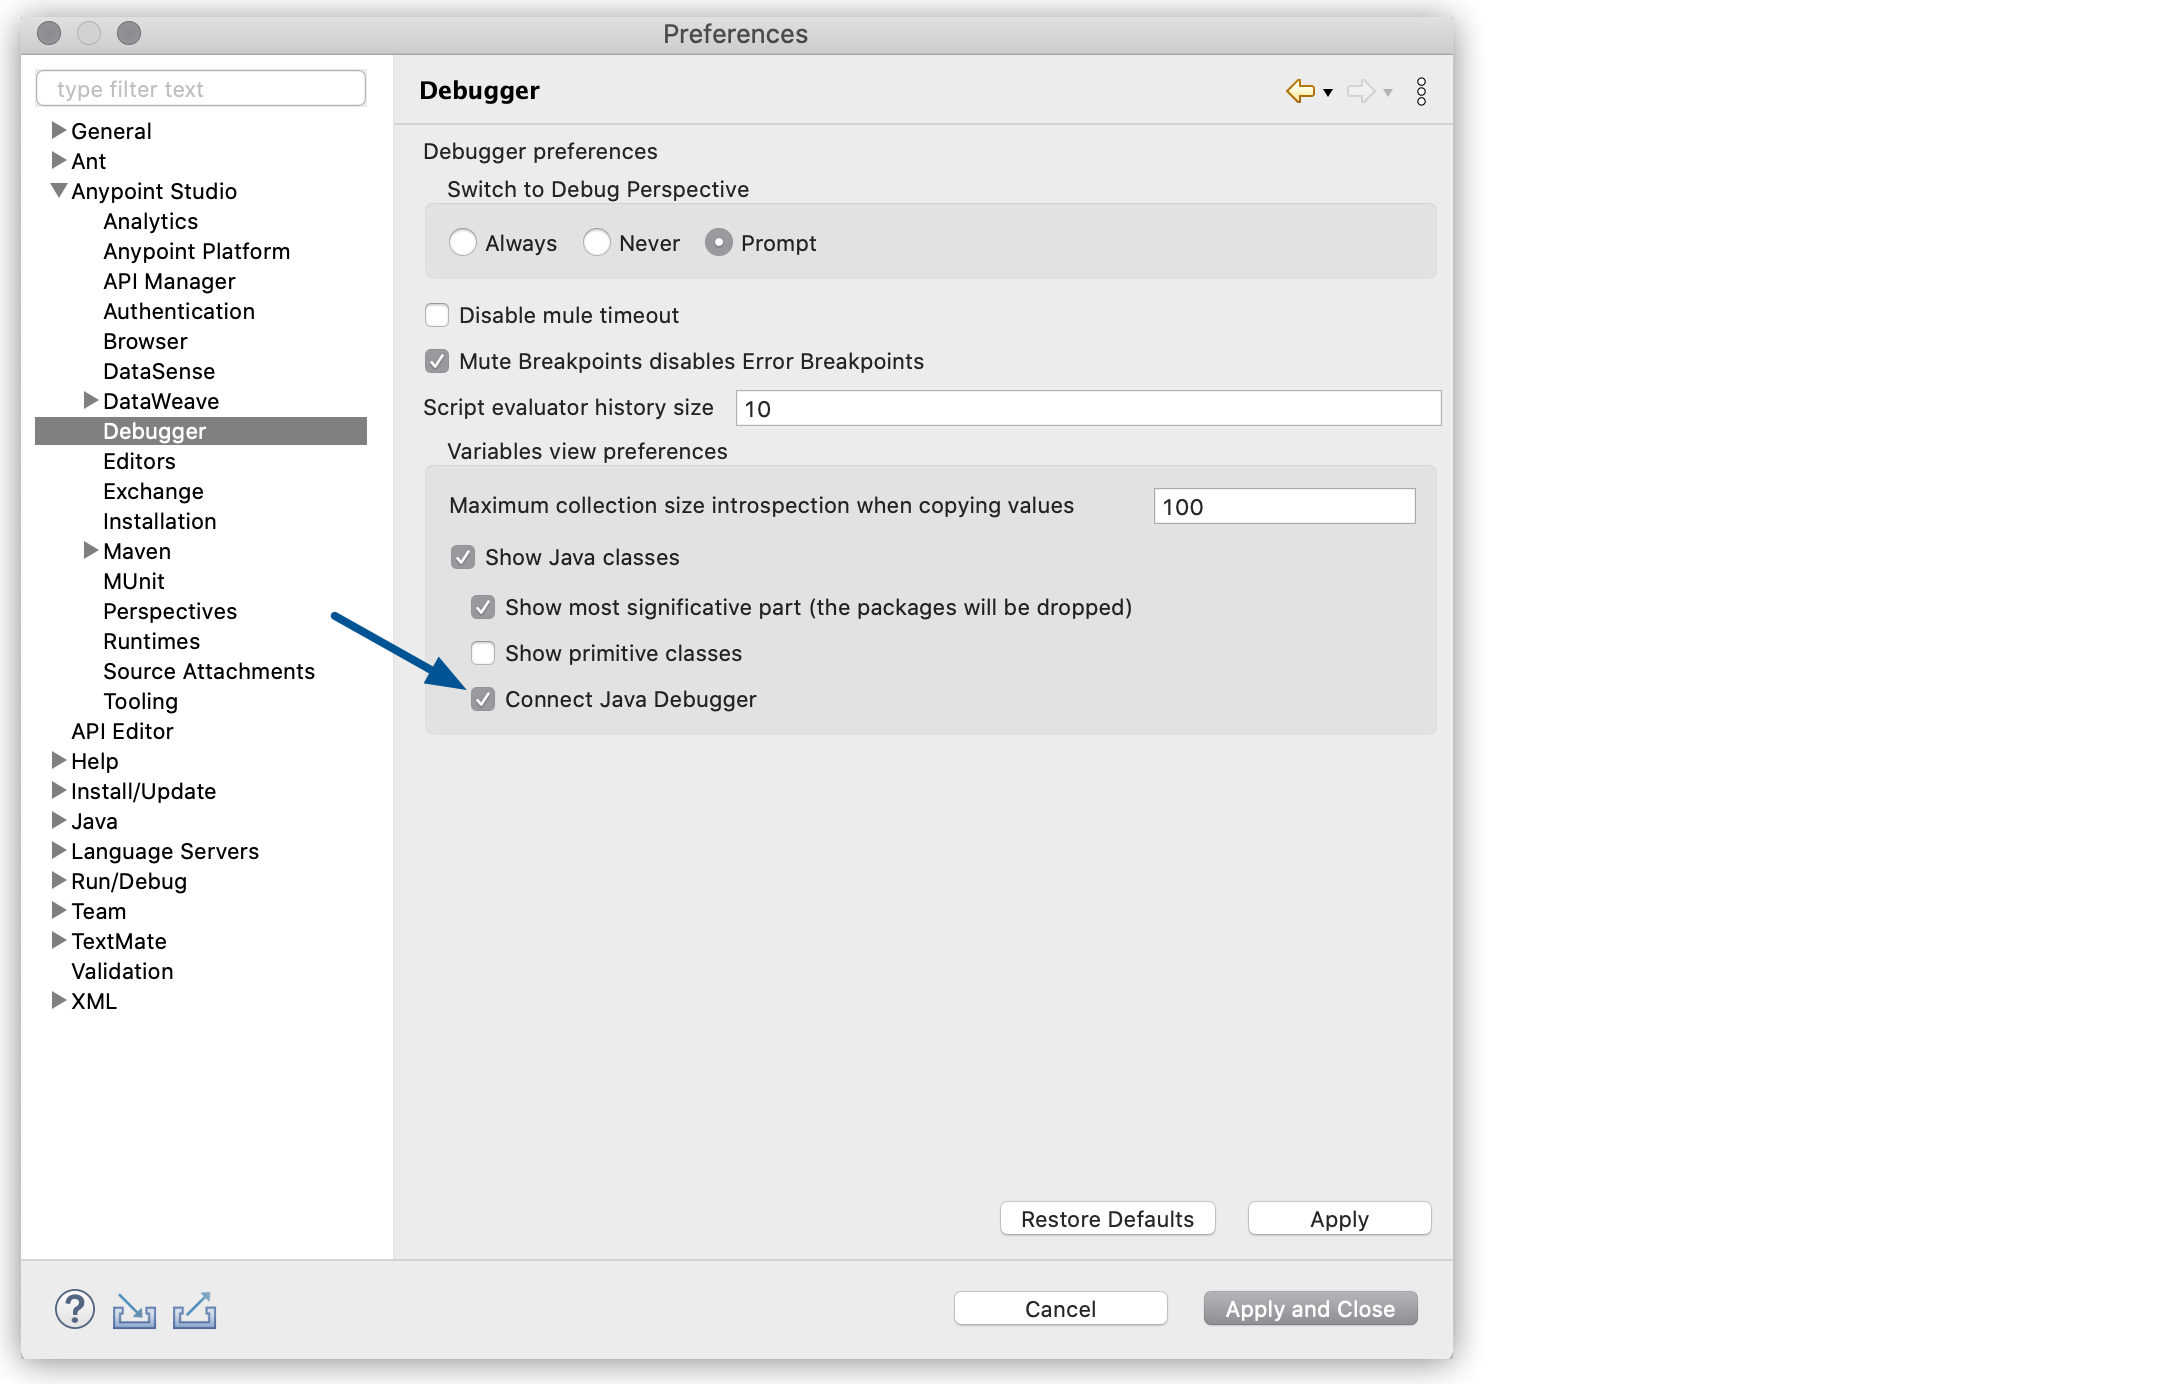 Preferences
type filter text
General
Ant
Anypoint Studio
Analytics
Anypoint Platform
API Manager
Authentication
Browser
DataSense
DataWeave
Debugger
Editors
Exchange
Installation
Maven
MUnit
Perspectives
Runtimes
Source Attachments
Tooling
API Editor
Help
Install/Update
Java
Language Servers
Run/Debug
Team
TextMate
Validation
XML
Debugger
Debugger preferences
Switch to Debug Perspective
Always Never Prompt
Disable mule timeout
Mute Breakpoints disables Error Breakpoints
Script evaluator history size 10
Variables view preferences
Maximum collection size introspection when copying values 100
Show Java classes
Show most significative part (the packages will be dropped)
Show primitive classes
Connect Java Debugger
Restore Defaults Apply
? Cancel Apply and Close